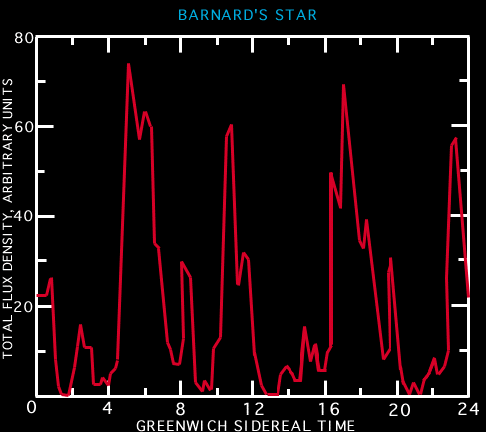 BARNARD'S STAR
TOTAL FLUX DENSITY, ARBITRARY UNITS
80
60
40
20
0 4 8 12 16 20 24
GREENWICH SIDEREAL TIME